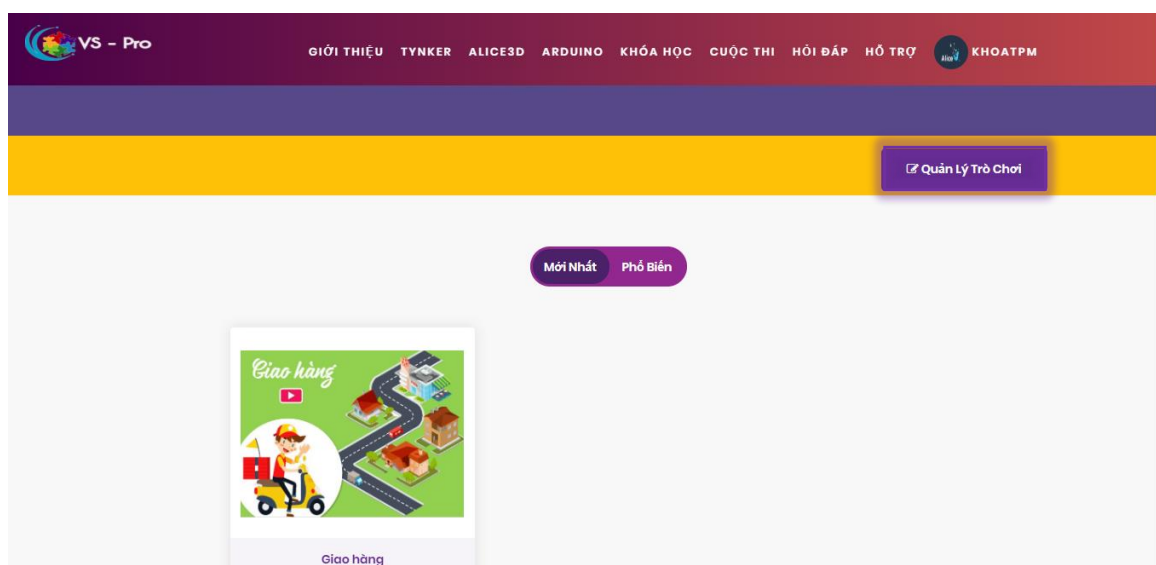 VS - Pro
GIỚI THIỆU TYNKER ALICE3D ARDUINO KHÓA HỌC CUỘC THI HỎI ĐÁP HỖ TRỢ Alice KHOATPM
Quản Lý Trò Chơi
Mới Nhất Phổ Biến
Giao hàng
Giao hàng